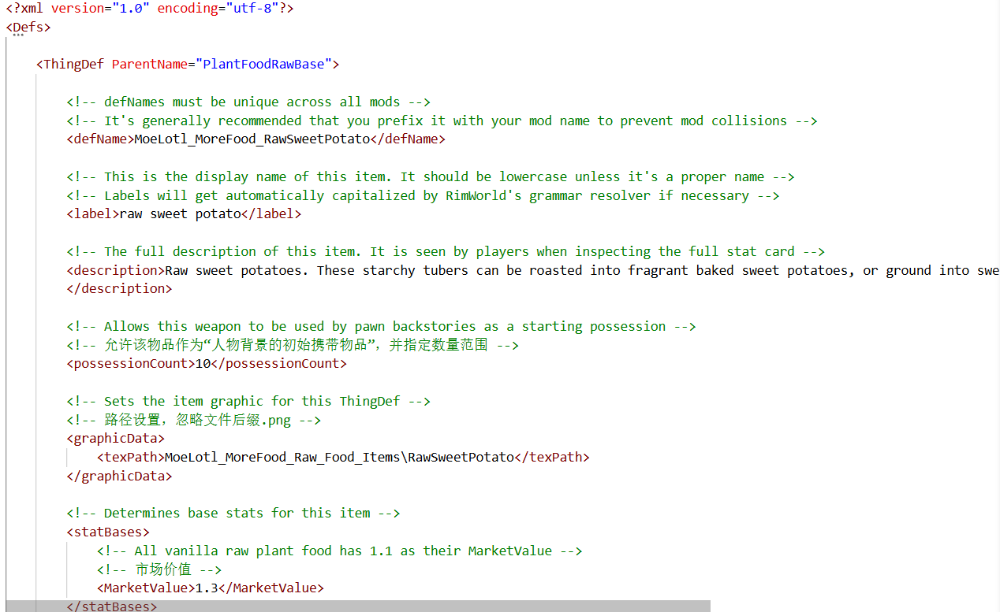 <?xml version="1.0" encoding="utf-8"?>
<Defs>
<ThingDef ParentName="PlantFoodRawBase">
<!-- defNames must be unique across all mods -->
<!-- It's generally recommended that you prefix it with your mod name to prevent mod collisions -->
<defName>MoeLotl_MoreFood_RawSweetPotato</defName>
<!-- This is the display name of this item. It should be lowercase unless it's a proper name -->
<!-- Labels will get automatically capitalized by RimWorld's grammar resolver if necessary -->
<label>raw sweet potato</label>
<!-- The full description of this item. It is seen by players when inspecting the full stat card -->
<description>Raw sweet potatoes. These starchy tubers can be roasted into fragrant baked sweet potatoes, or ground into swe
</description>
<!-- Allows this weapon to be used by pawn backstories as a starting possession -->
<!-- 允许该物品作为“人物背景的初始携带物品”，并指定数量范围 -->
<possessionCount>10</possessionCount>
<!-- Sets the item graphic for this ThingDef -->
<!-- 路径设置，忽略文件后缀.png -->
<graphicData>
<texPath>MoeLotl_MoreFood_Raw_Food_Items\RawSweetPotato</texPath>
</graphicData>
<!-- Determines base stats for this item -->
<statBases>
<!-- All vanilla raw plant food has 1.1 as their MarketValue -->
<!-- 市场价值 -->
<MarketValue>1.3</MarketValue>
</statBases>